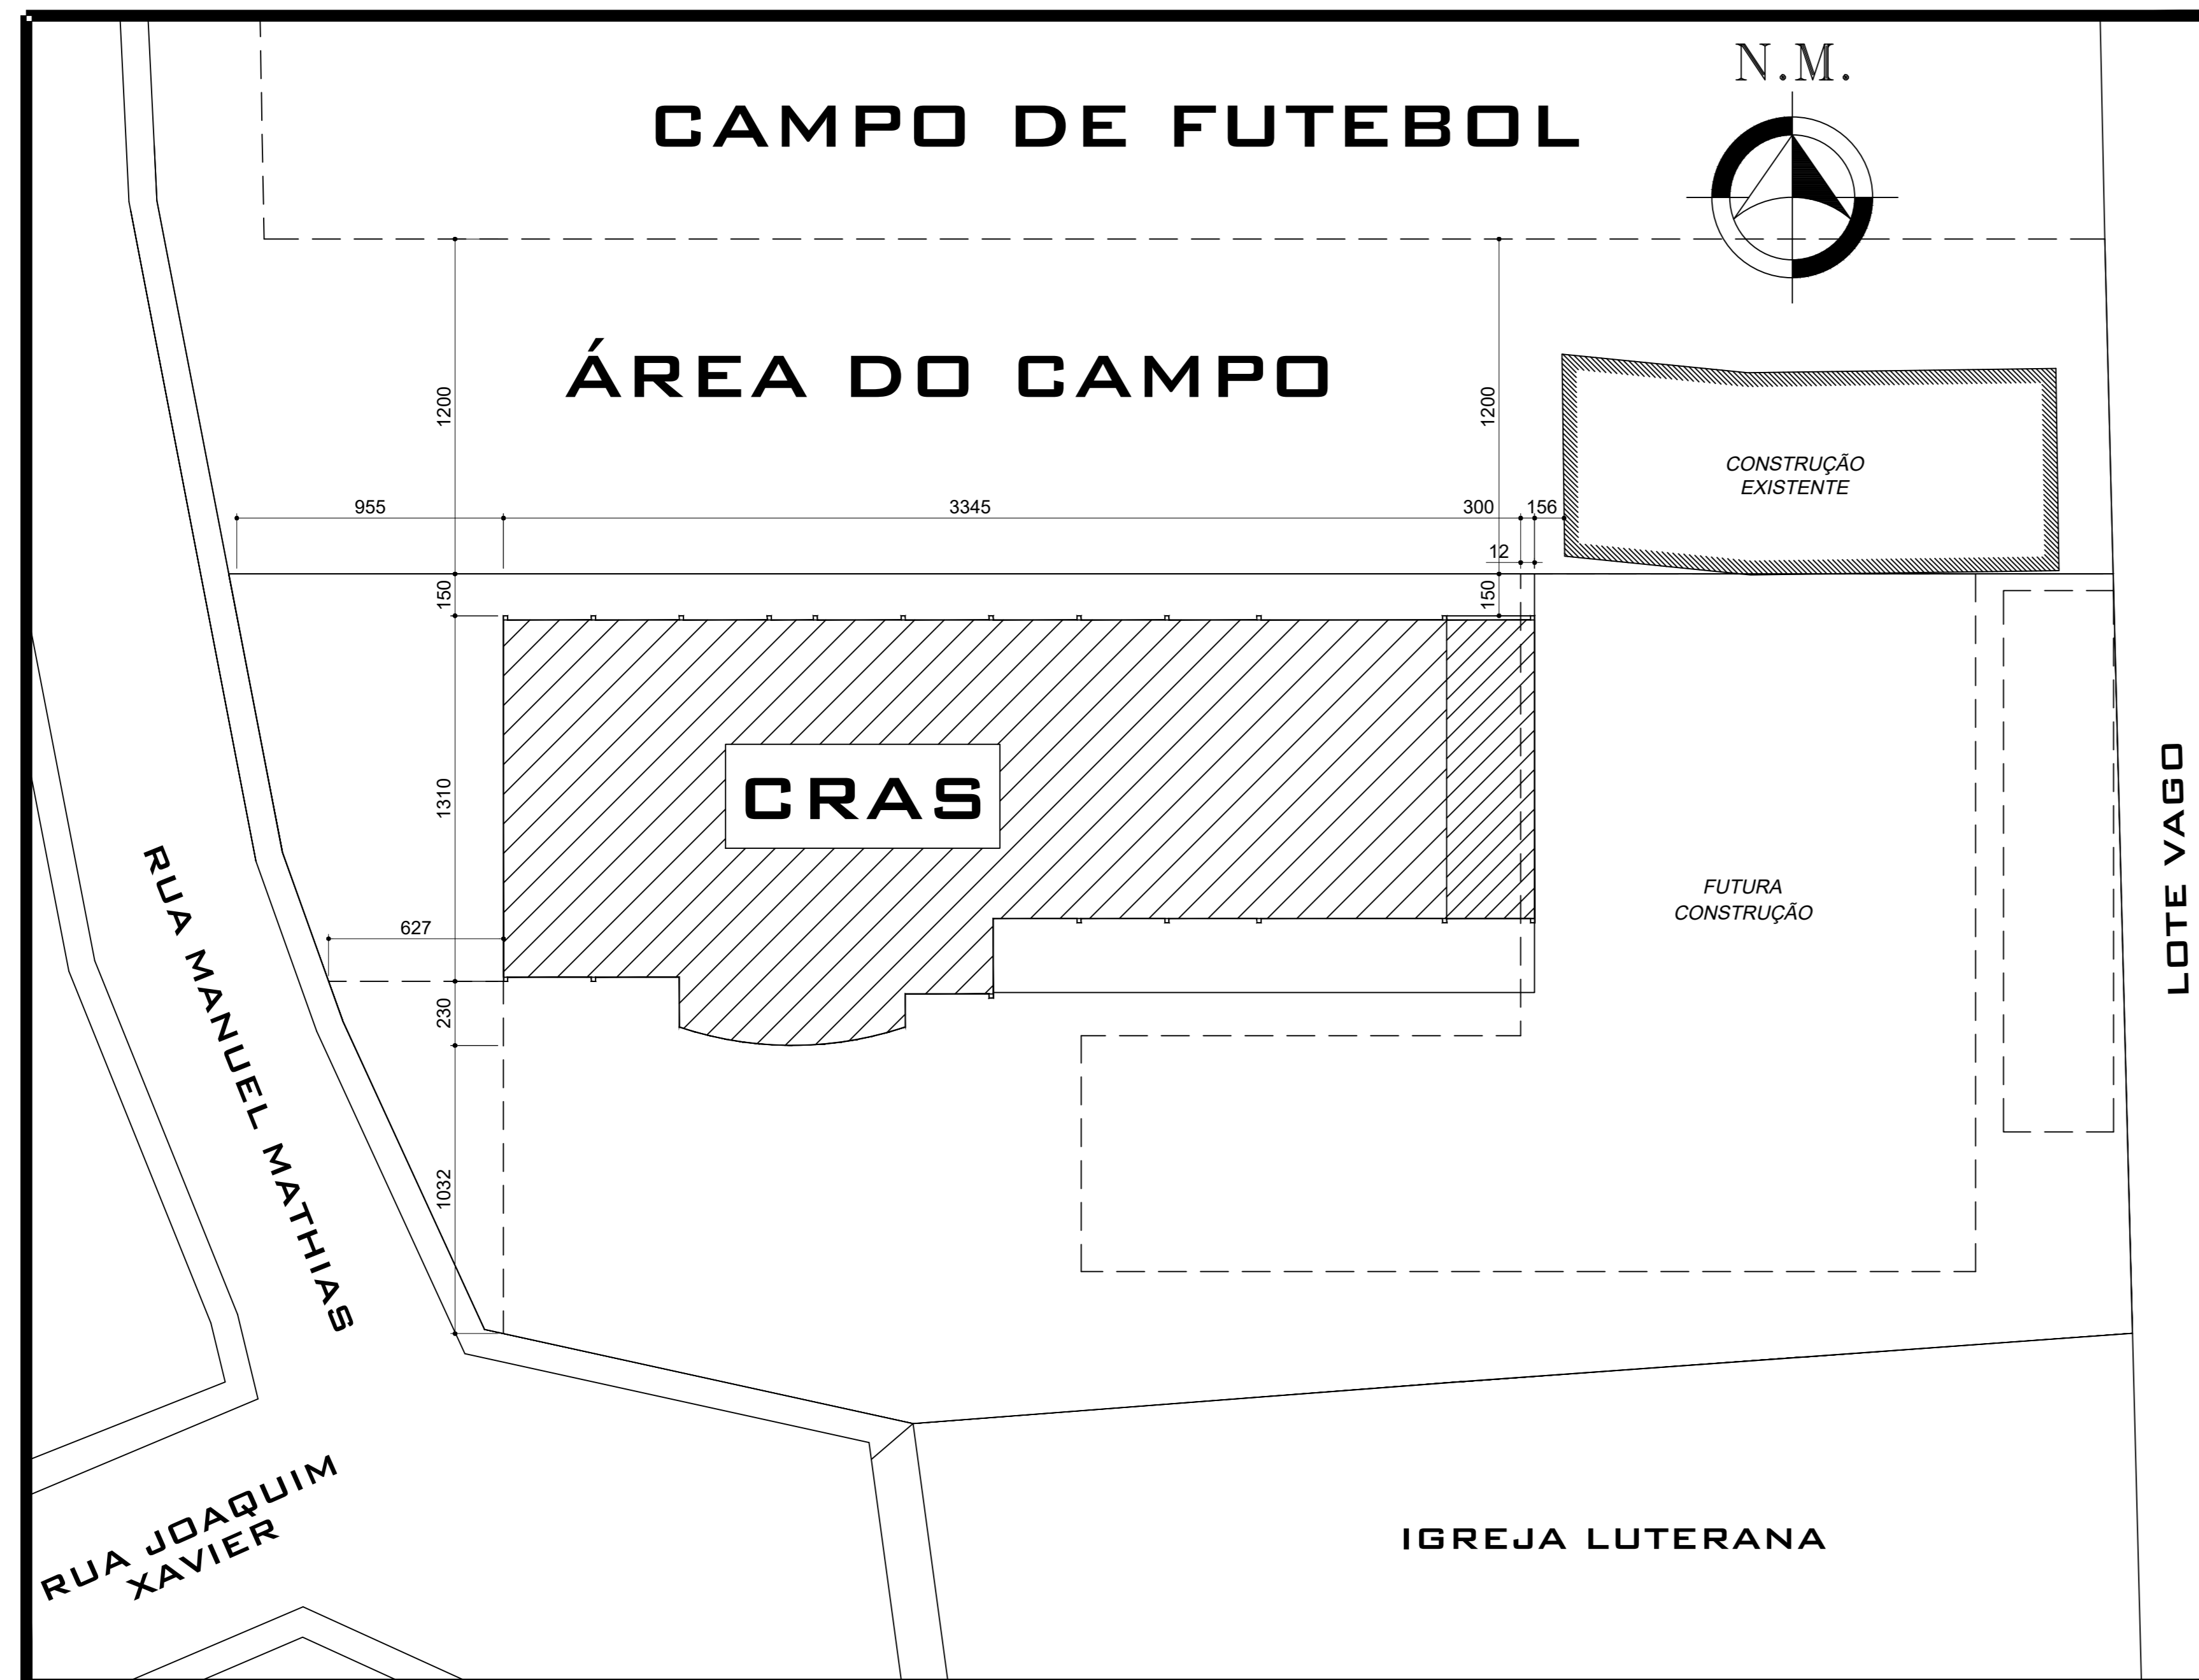 N.M.
CAMPO DE FUTEBOL
ÁREA DO CAMPO
1200
1200
CONSTRUÇÃO
EXISTENTE
955
3345
300
156
12
150
150
CRAS
1310
LOTE VAGO
RUA MANUEL MATHIAS
FUTURA
CONSTRUÇÃO
627
230
1032
RUA JOAQUIM
XAVIER
IGREJA LUTERANA